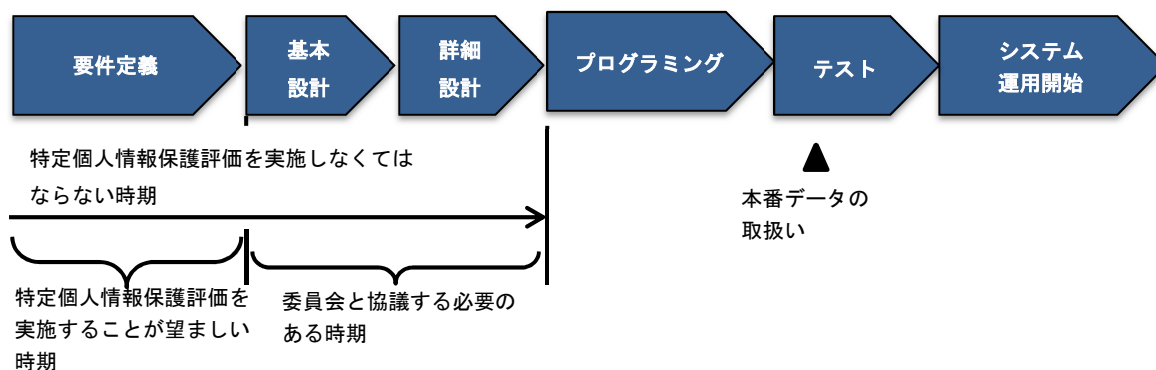 要件定義
基本
設計
詳細
設計
プログラミング
テスト
システム
運用開始
特定個人情報保護評価を実施しなくては
ならない時期
本番データの
取扱い
特定個人情報保護評価を
実施することが望ましい
時期
委員会と協議する必要の
ある時期